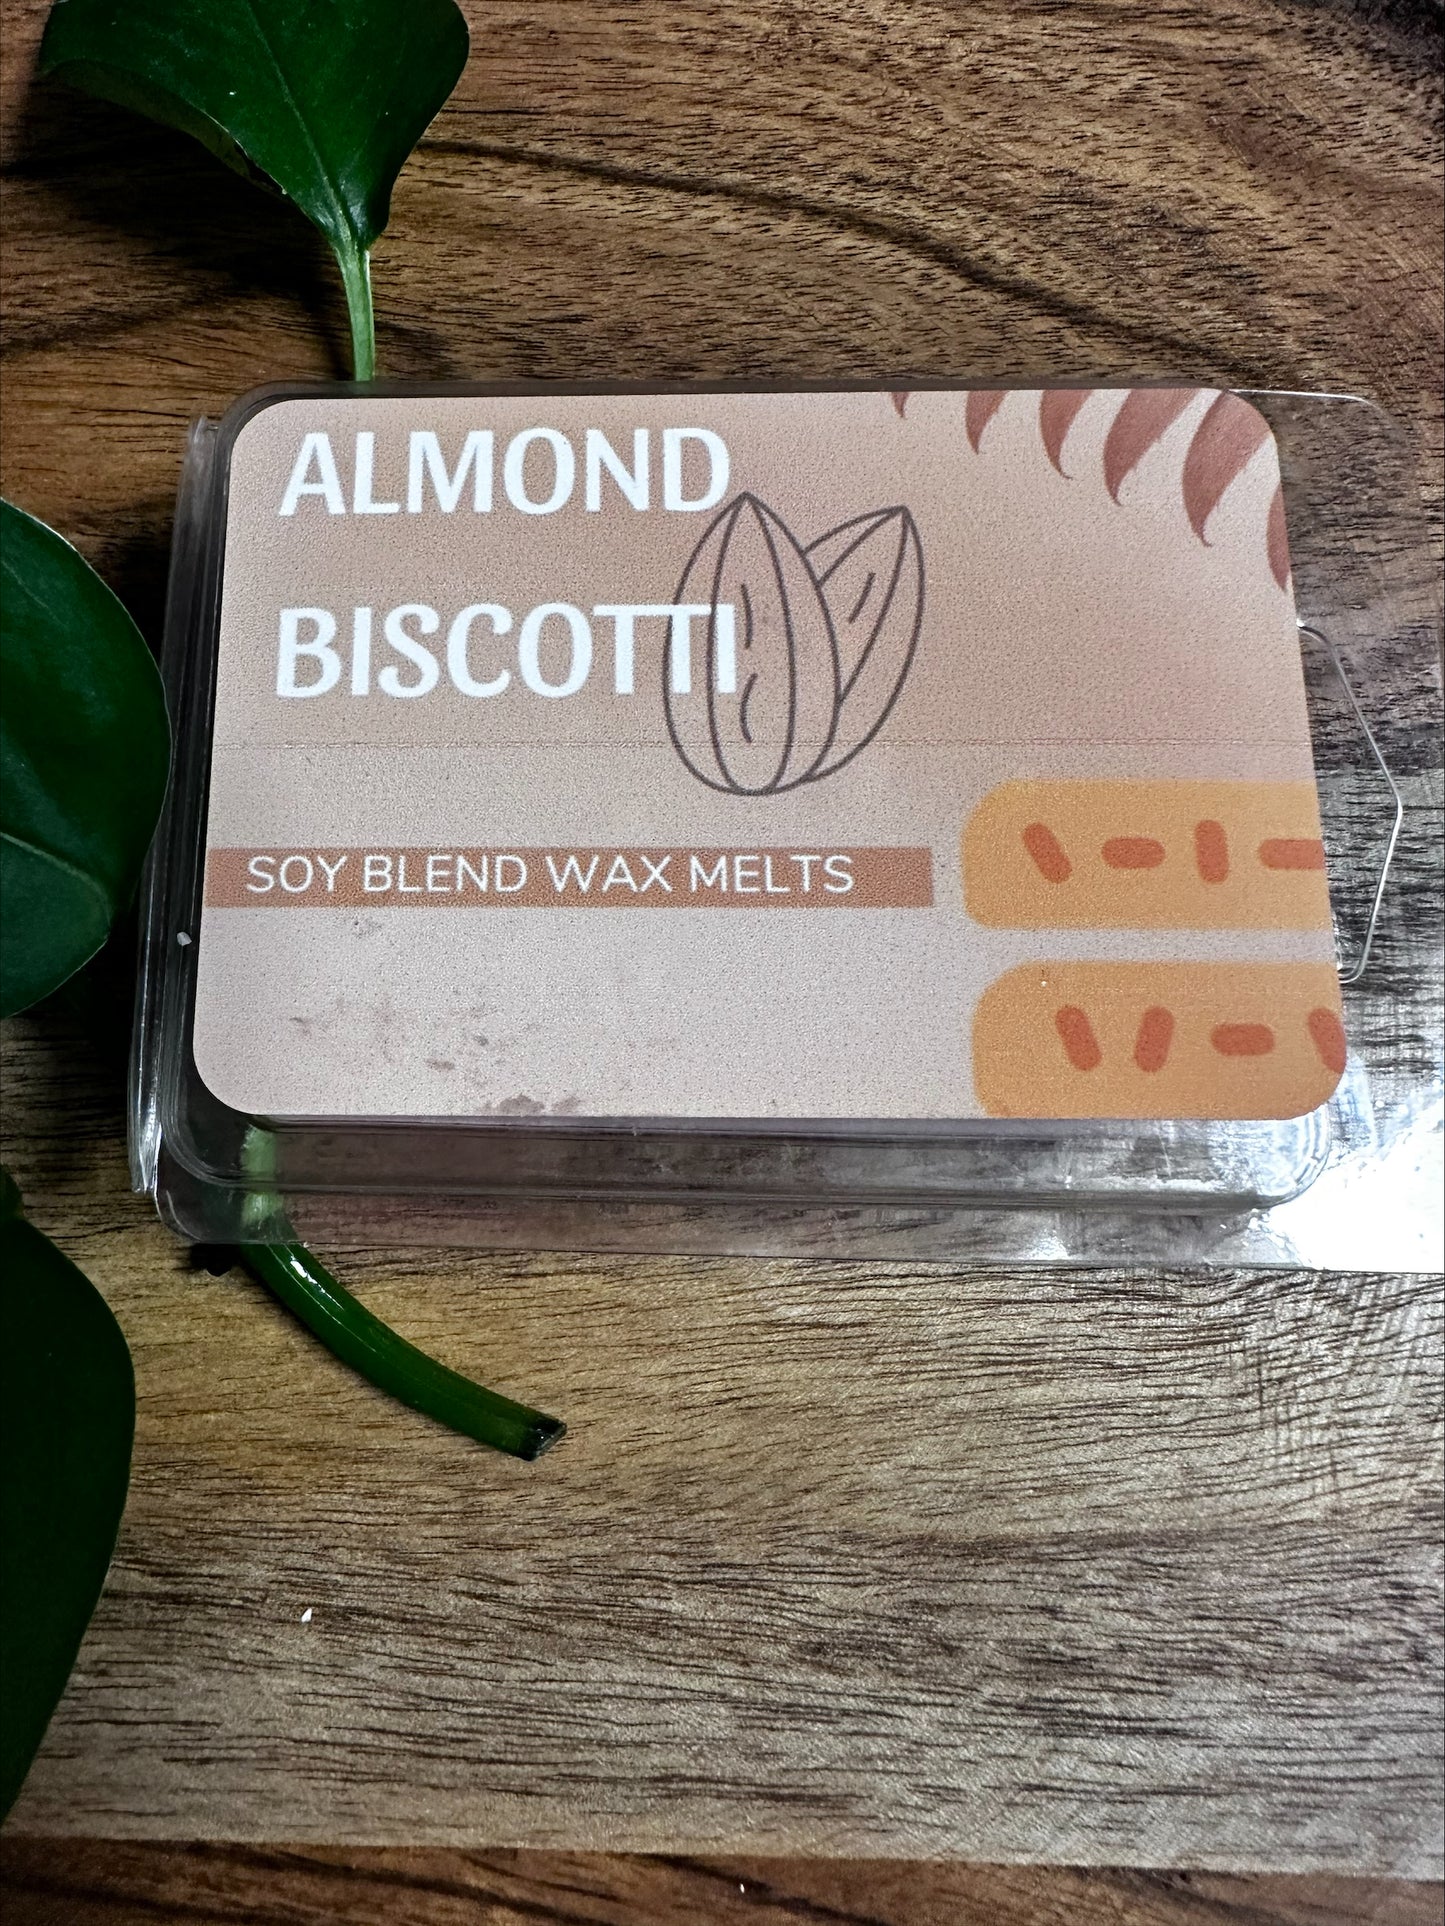 ALMOND
BISCOTTI
SOY BLEND WAX MELTS